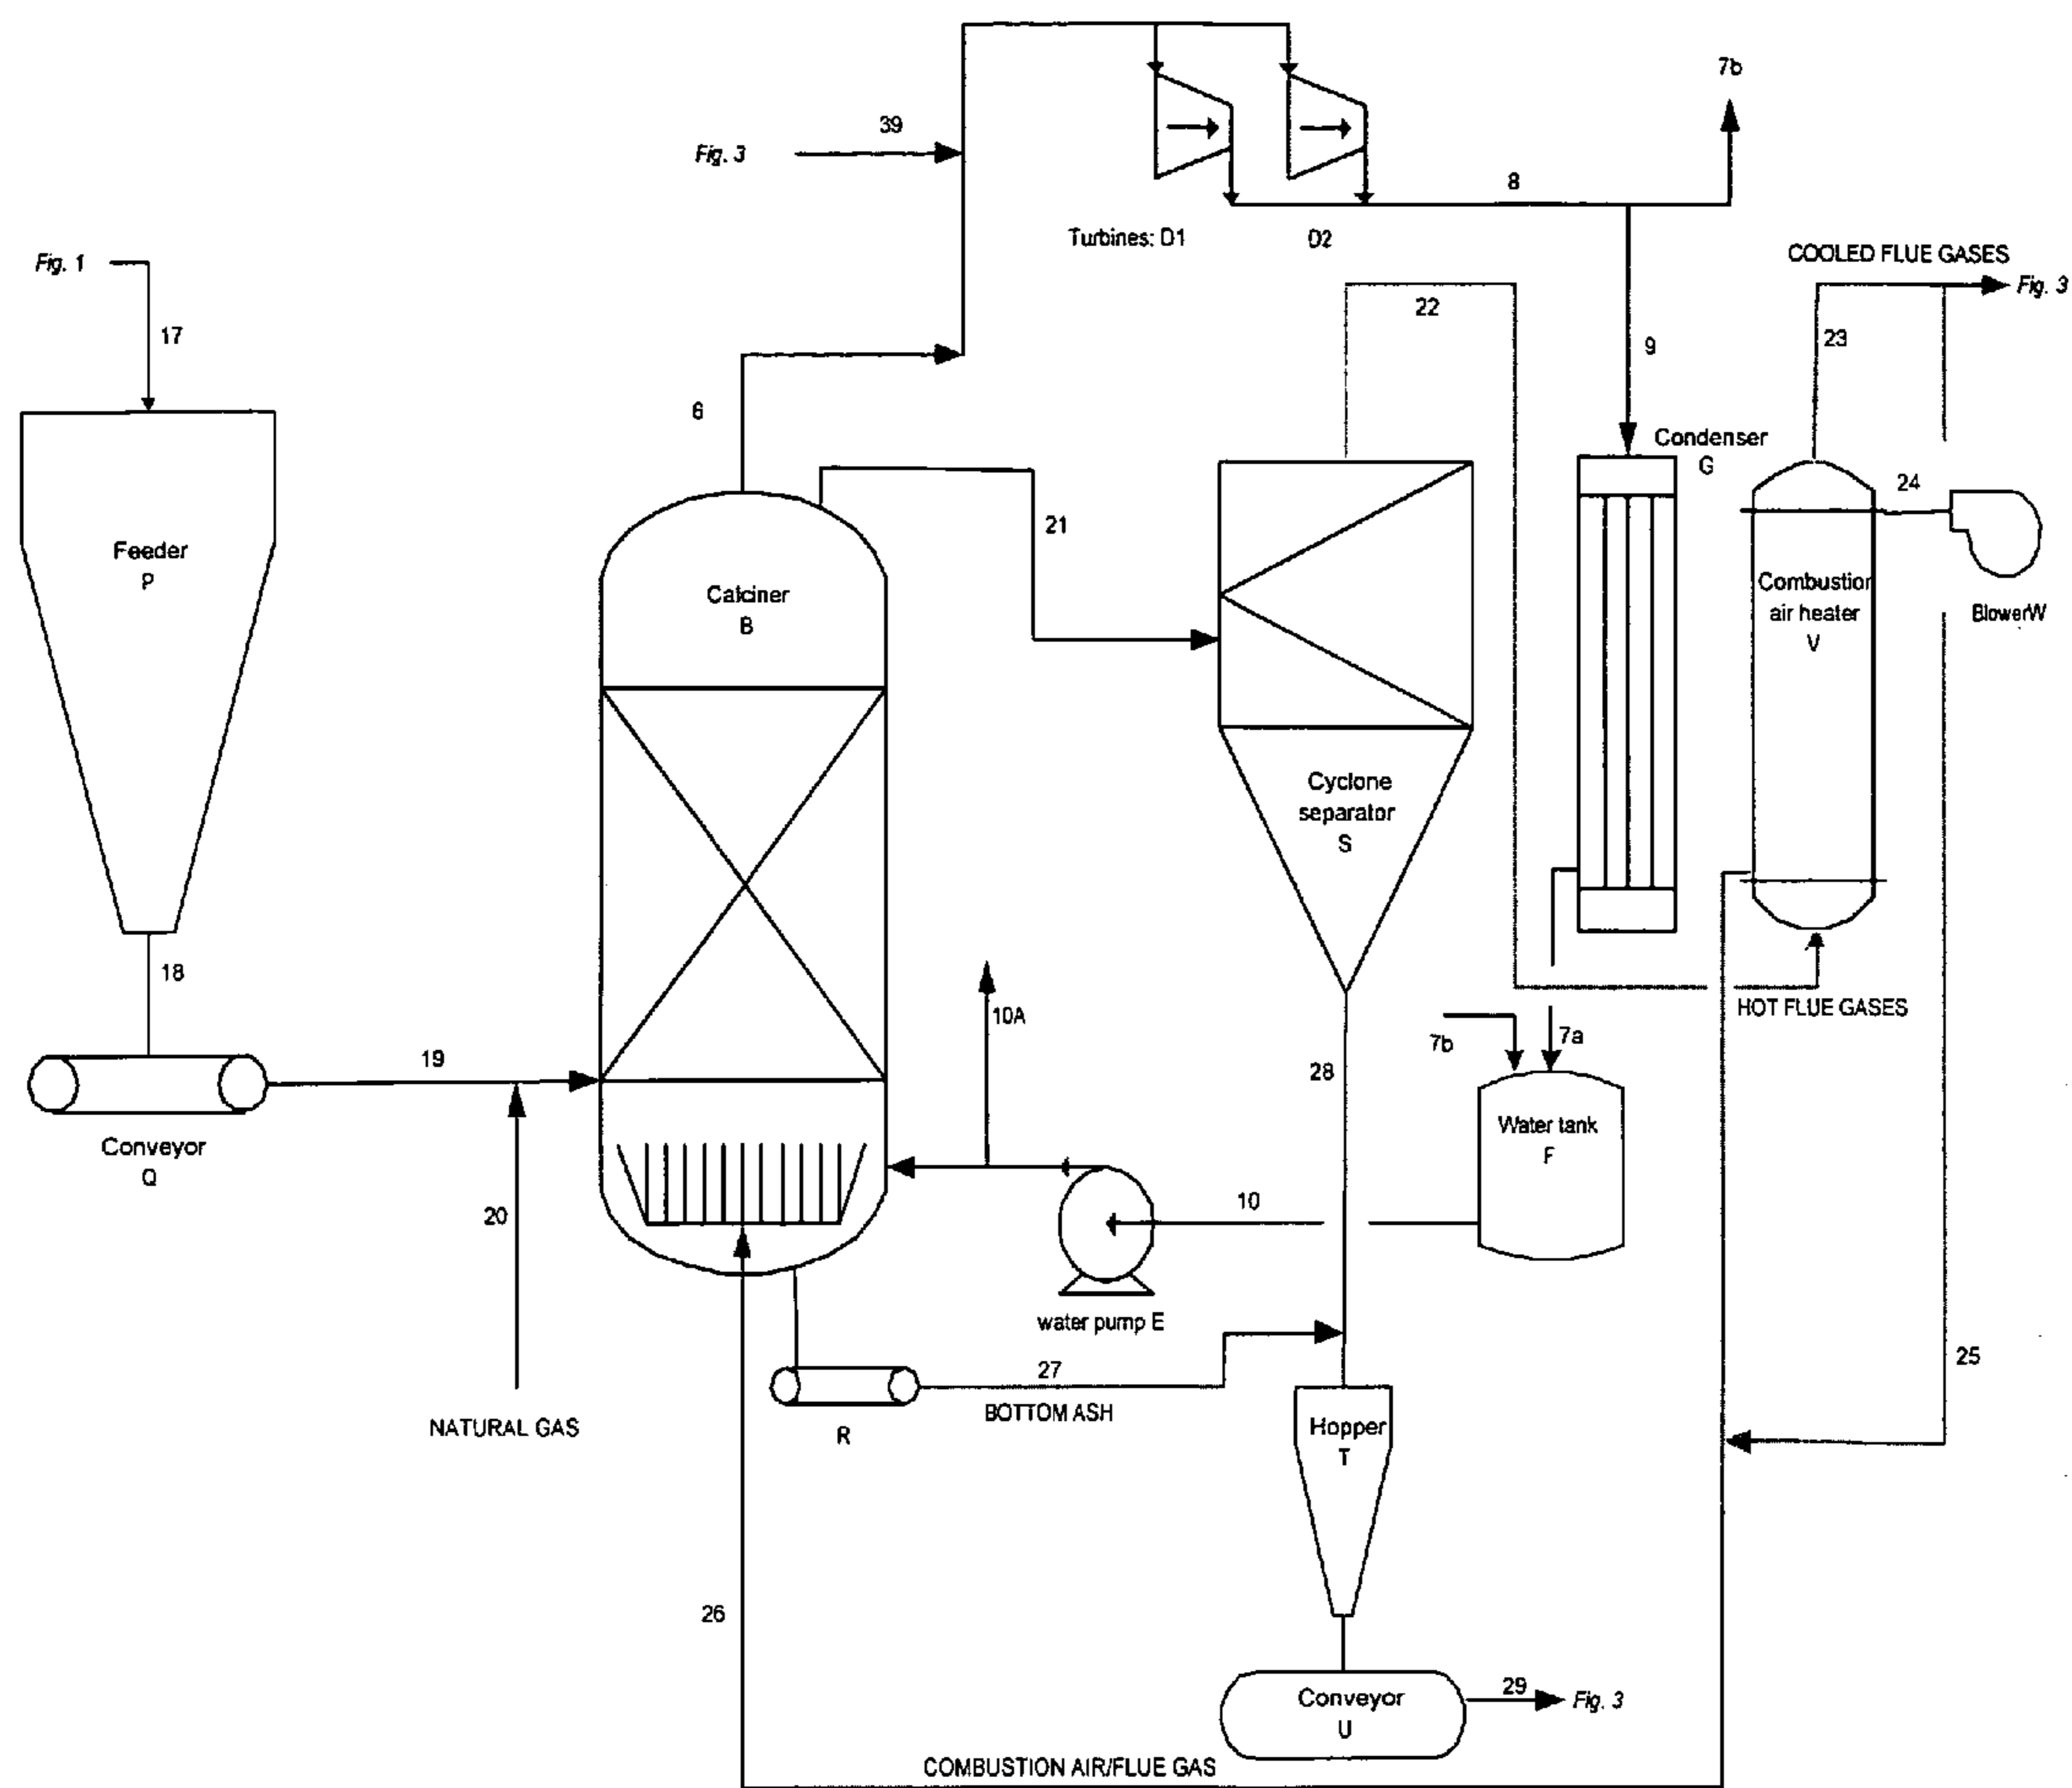 7b
39
Fig. 3
8
Turbines: D1
D2
COOLED FLUE GASES
Fig. 1
Fig. 3
22
17
23
9
6
Condenser
G
24
21
Feeder
P
Calciner
B
Combustion
air heater
V
BlowerW
Cyclone
separator
S
18
10A
HOT FLUE GASES
7b
7a
19
28
Water tank
F
Conveyor
Q
20
10
water pump E
27
25
BOTTOM ASH
NATURAL GAS
R
Hopper
T
26
Conveyor
U
29
Fig. 3
COMBUSTION AIR/FLUE GAS